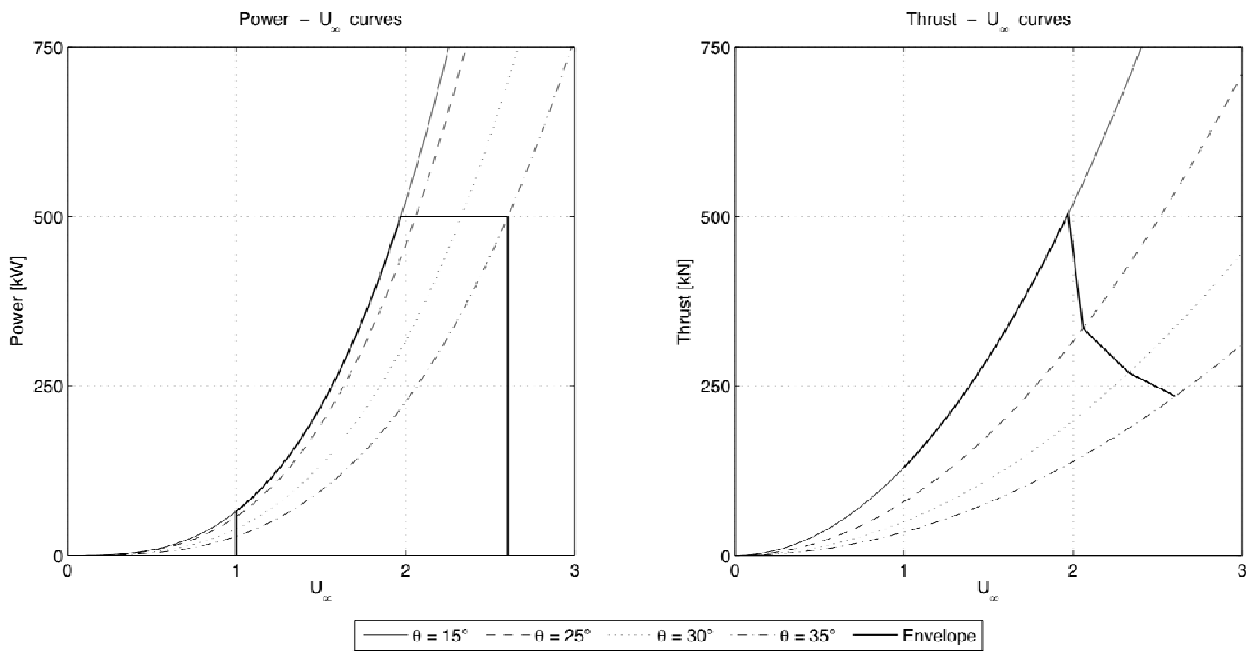 Power – U∞ curves
750
500
250
0
0
1
2
3
Power [kW]
U∞
Thrust – U∞ curves
750
500
250
0
0
1
2
3
Thrust [kN]
U∞
θ = 15° θ = 25° θ = 30° θ = 35° Envelope